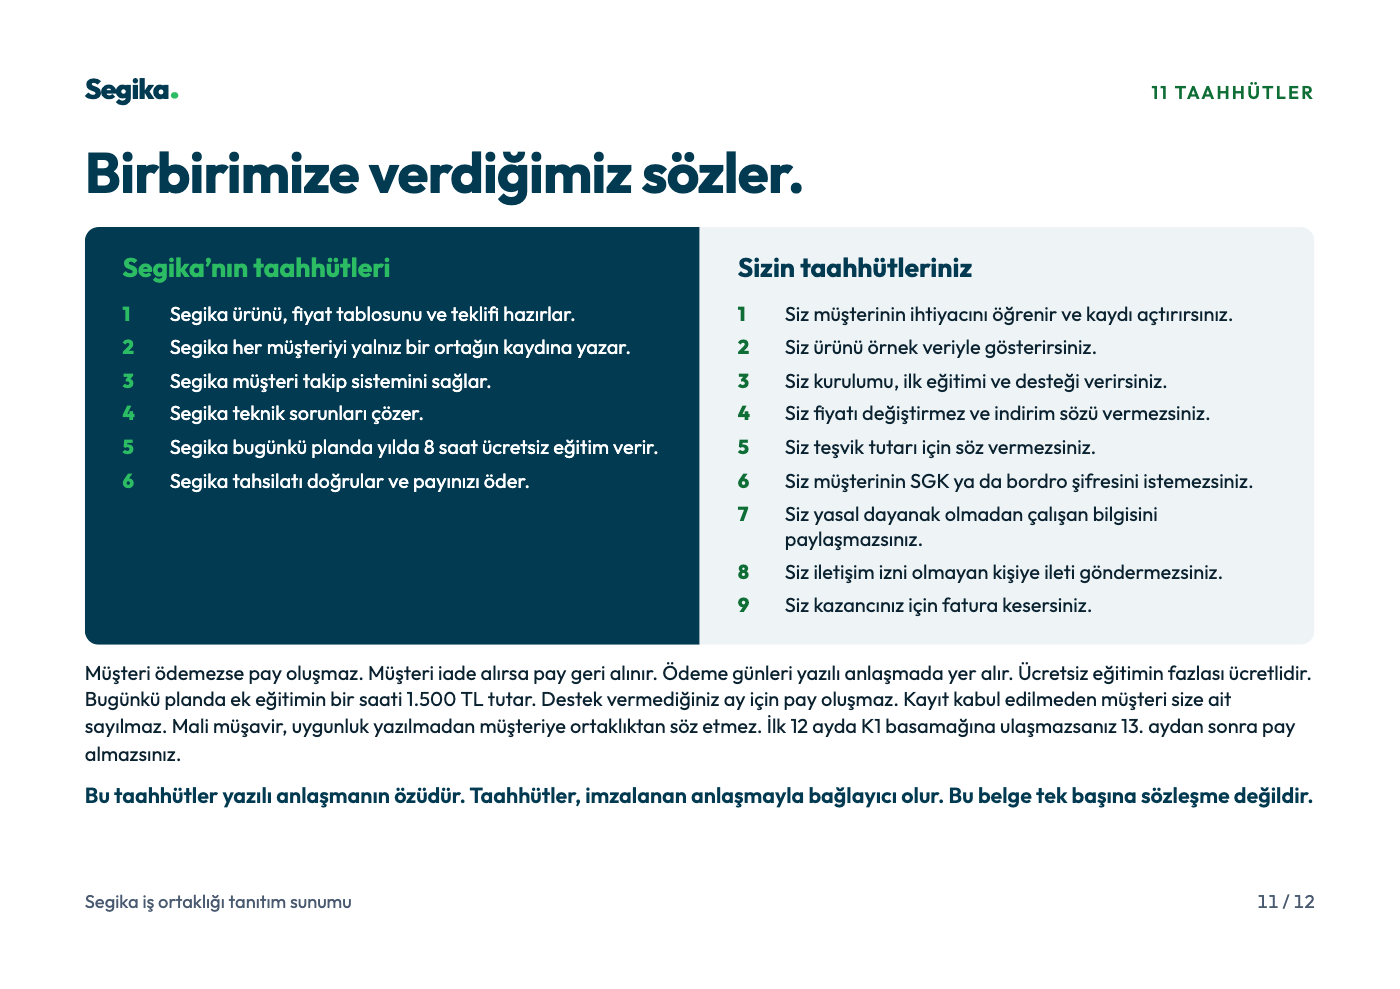 Segika.
11 TAAHHÜTLER
Birbirimize verdiğimiz sözler.
Segika’nın taahhütleri
1 Segika ürünü, fiyat tablosunu ve teklifi hazırlar.
2 Segika her müşteriyi yalnız bir ortağın kaydına yazar.
3 Segika müşteri takip sistemini sağlar.
4 Segika teknik sorunları çözer.
5 Segika bugünkü planda yılda 8 saat ücretsiz eğitim verir.
6 Segika tahsilatı doğrular ve payınızı öder.
Sizin taahhütleriniz
1 Siz müşterinin ihtiyacını öğrenir ve kaydı açtırırsınız.
2 Siz ürünü örnek veriyle gösterirsiniz.
3 Siz kurulumu, ilk eğitimi ve desteği verirsiniz.
4 Siz fiyatı değiştirmez ve indirim sözü vermezsiniz.
5 Siz teşvik tutarı için söz vermezsiniz.
6 Siz müşterinin SGK ya da bordro şifresini istemezsiniz.
7 Siz yasal dayanak olmadan çalışan bilgisini
paylaşmazsınız.
8 Siz iletişim izni olmayan kişiye ileti göndermezsiniz.
9 Siz kazancınız için fatura kesersiniz.
Müşteri ödemezse pay oluşmaz. Müşteri iade alırsa pay geri alınır. Ödeme günleri yazılı anlaşmada yer alır. Ücretsiz eğitimin fazlası ücretlidir.
Bugünkü planda ek eğitimin bir saati 1.500 TL tutar. Destek vermediğiniz ay için pay oluşmaz. Kayıt kabul edilmeden müşteri size ait
sayılmaz. Mali müşavir, uygunluk yazılmadan müşteriye ortaklıktan söz etmez. İlk 12 ayda K1 basamağına ulaşmazsanız 13. aydan sonra pay
almazsınız.
Bu taahhütler yazılı anlaşmanın özüdür. Taahhütler, imzalanan anlaşmayla bağlayıcı olur. Bu belge tek başına sözleşme değildir.
Segika iş ortaklığı tanıtım sunumu
11 / 12